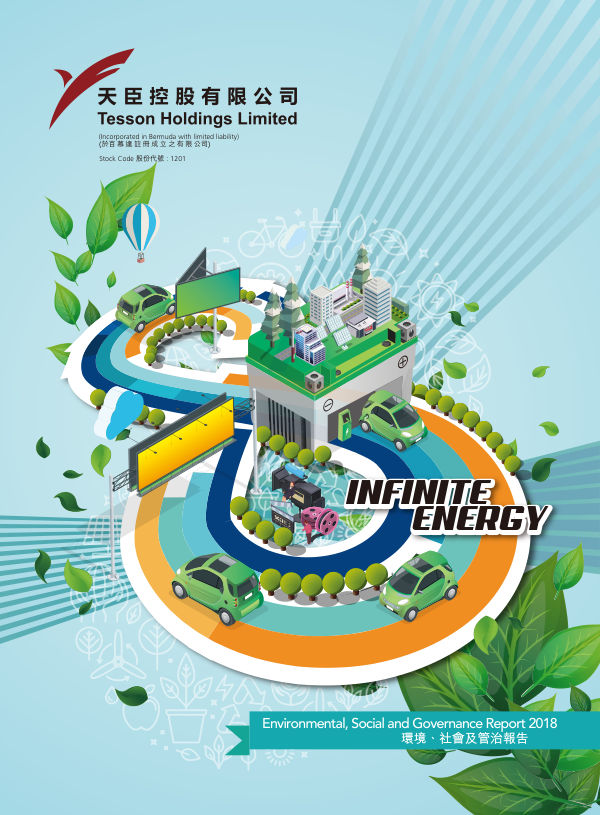 天臣控股有限公司
Tesson Holdings Limited
(Incorporated in Bermuda with limited liability)
(於百慕達註冊成立之有限公司)
Stock Code 股份代號 : 1201
INFINITE
ENERGY
Environmental, Social and Governance Report 2018
環境、社會及管治報告